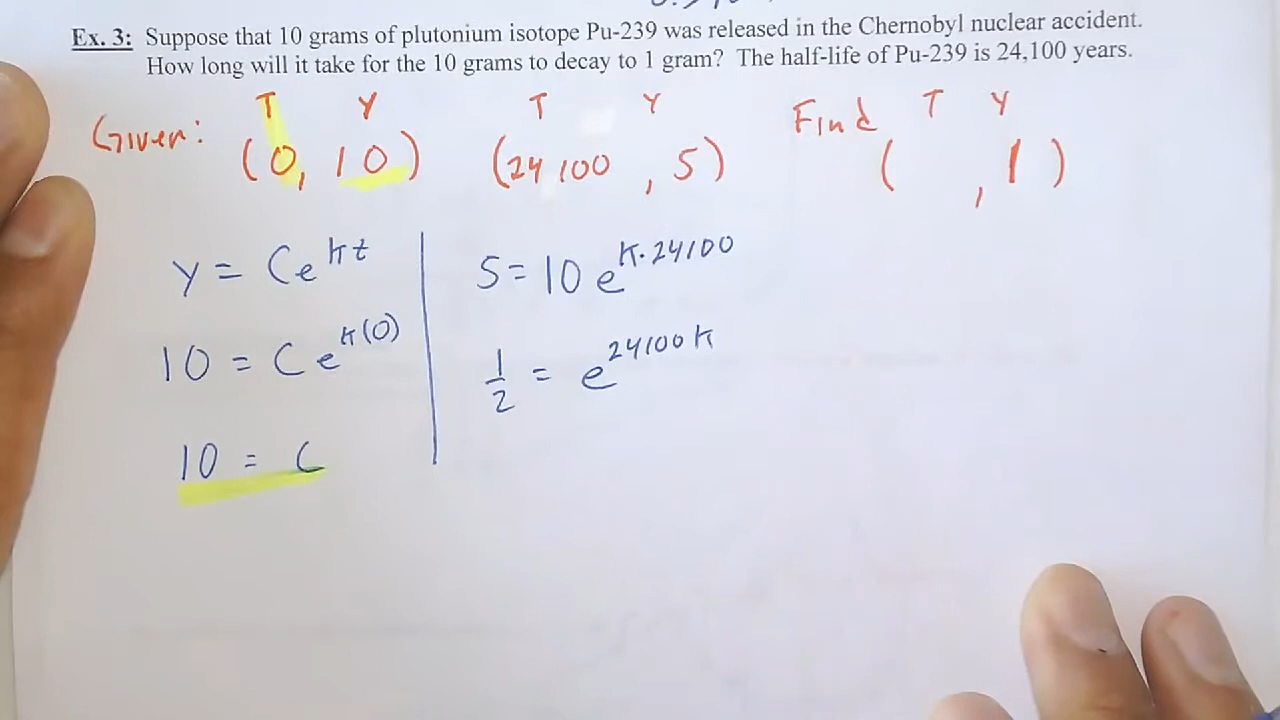 Ex. 3: Suppose that 10 grams of plutonium isotope Pu-239 was released in the Chernobyl nuclear accident.
How long will it take for the 10 grams to decay to 1 gram? The half-life of Pu-239 is 24,100 years.
T Y T Y Find T Y
Given: (0, 10) (24100, 5) ( , 1)
y = Ce^kt
5 = 10 e^k·24100
10 = Ce^k(0)
1/2 = e^24100k
10 = C